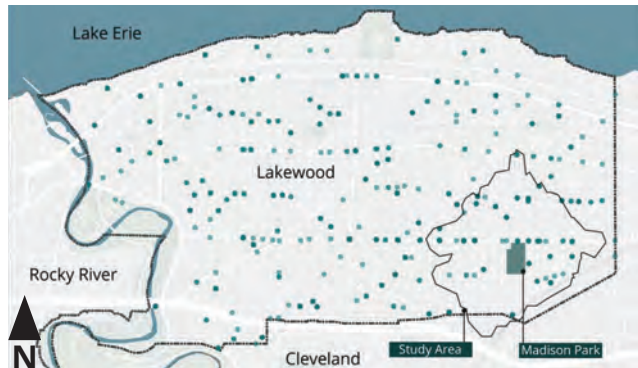 Lake Erie
Lakewood
Rocky River
N
Cleveland
Study Area
Madison Park